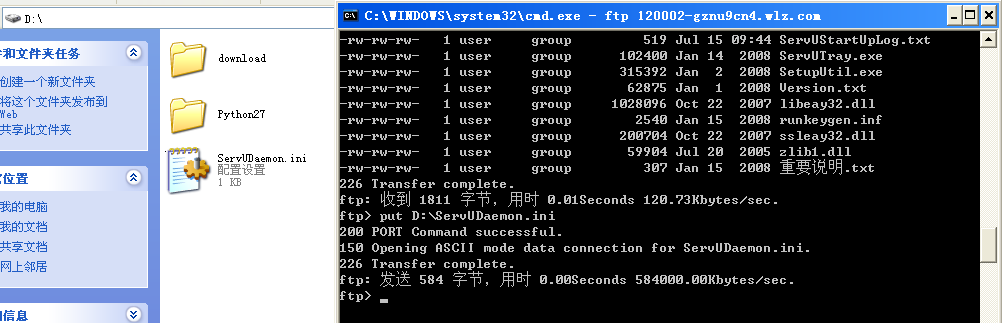 D:\
件和文件夹任务
创建一个新文件夹
将这个文件夹发布到
Web
共享此文件夹
位置
我的电脑
我的文档
共享文档
网上邻居
信息
download
Python27
ServUDaemon.ini
配置设置
1 KB
C:\WINDOWS\system32\cmd.exe - ftp 120002-gznu9cn4.wlz.com
-rw-rw-rw- 1 user group 519 Jul 15 09:44 ServUStartUpLog.txt
-rw-rw-rw- 1 user group 102400 Jan 14 2008 ServUTray.exe
-rw-rw-rw- 1 user group 315392 Jan 2 2008 SetupUtil.exe
-rw-rw-rw- 1 user group 62875 Jan 1 2008 Version.txt
-rw-rw-rw- 1 user group 1028096 Oct 22 2007 libeay32.dll
-rw-rw-rw- 1 user group 2540 Jan 15 2008 runkeygen.inf
-rw-rw-rw- 1 user group 200704 Oct 22 2007 ssleay32.dll
-rw-rw-rw- 1 user group 59904 Jul 20 2005 zlib1.dll
-rw-rw-rw- 1 user group 307 Jan 15 2008 重要说明.txt
226 Transfer complete.
ftp: 收到 1811 字节，用时 0.01Seconds 120.73Kbytes/sec.
ftp> put D:\ServUDaemon.ini
200 PORT Command successful.
150 Opening ASCII mode data connection for ServUDaemon.ini.
226 Transfer complete.
ftp: 发送 584 字节，用时 0.00Seconds 584000.00Kbytes/sec.
ftp> _